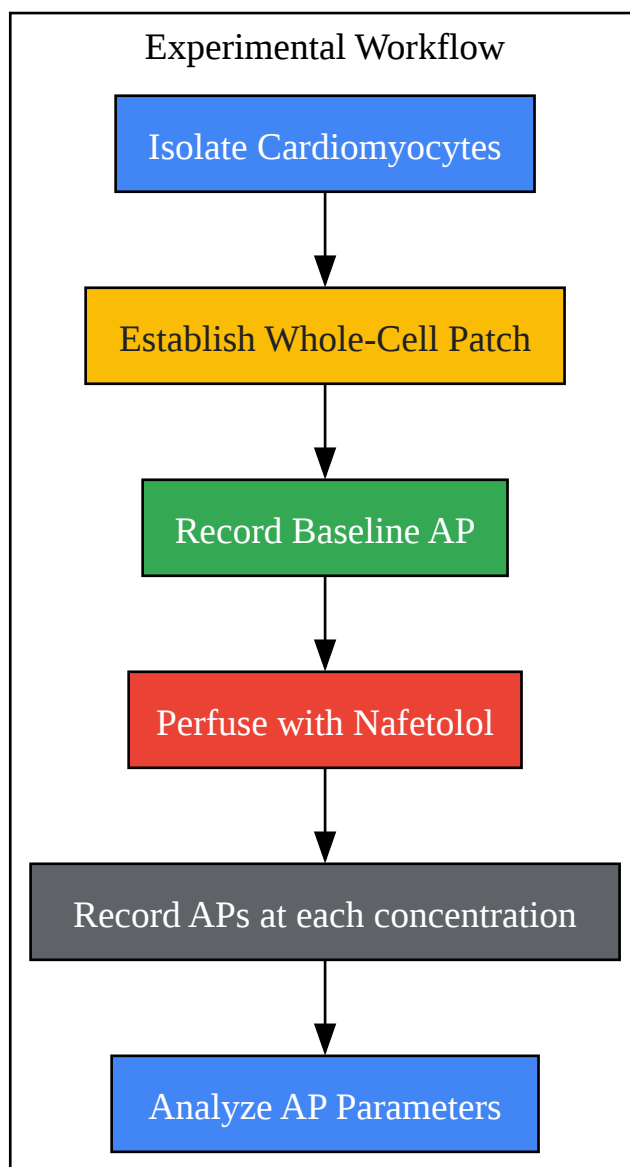 Experimental Workflow
Isolate Cardiomyocytes
Establish Whole-Cell Patch
Record Baseline AP
Perfuse with Nafetolol
Record APs at each concentration
Analyze AP Parameters